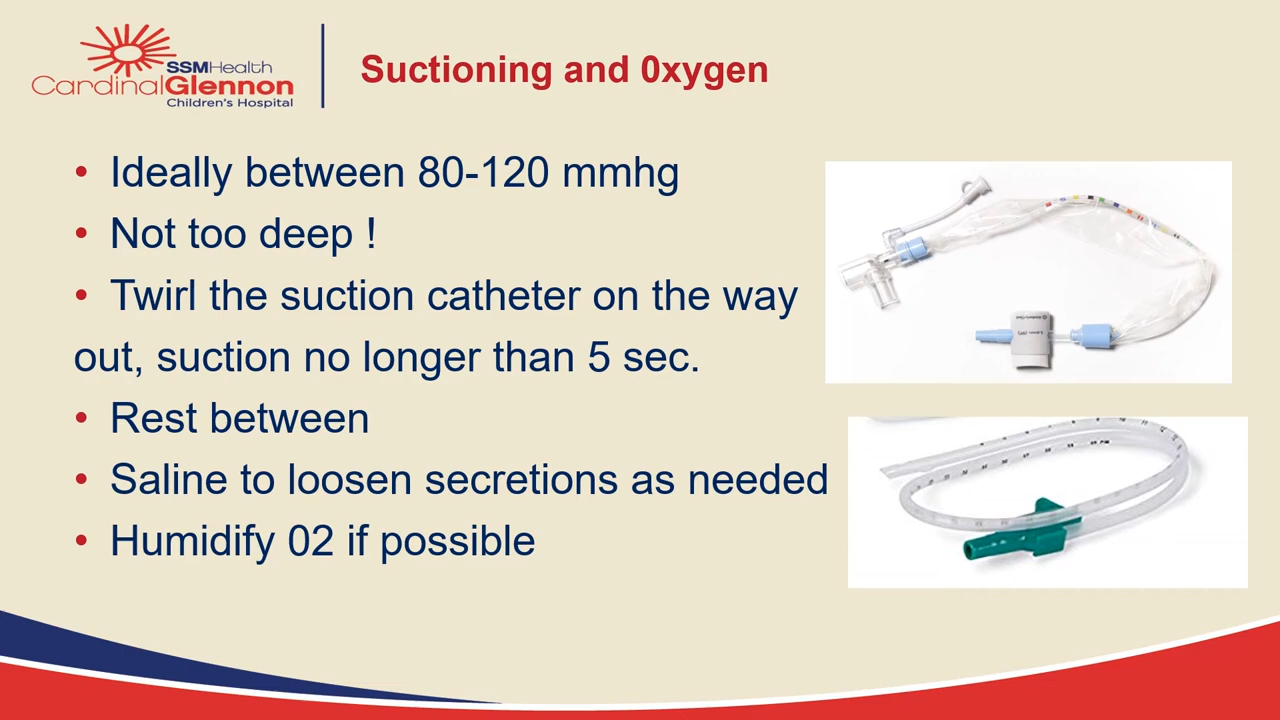 SSMHealth
CardinalGlennon
Children's Hospital
Suctioning and 0xygen
• Ideally between 80-120 mmhg
• Not too deep !
• Twirl the suction catheter on the way
out, suction no longer than 5 sec.
• Rest between
• Saline to loosen secretions as needed
• Humidify 02 if possible